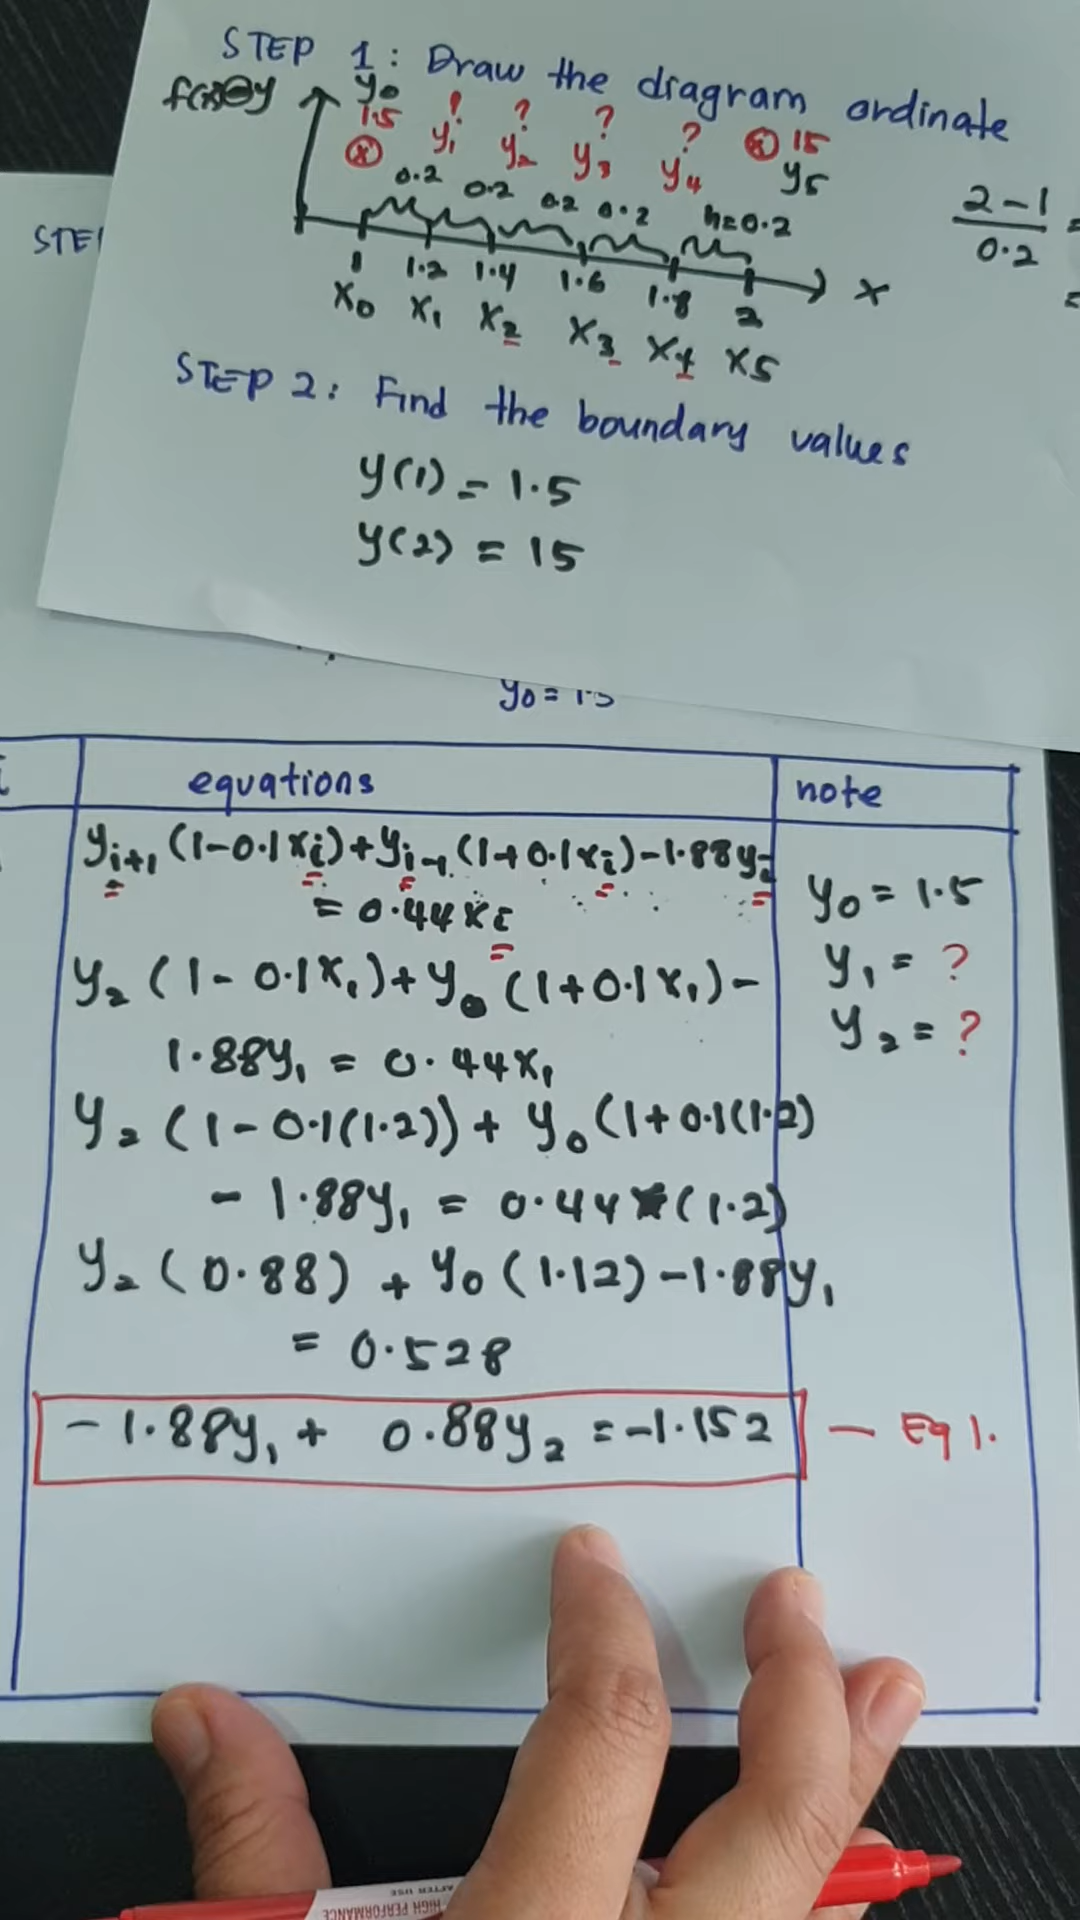 STEP 1: Draw the diagram ordinate
y0
1.5 ? ? ? ? 15
y1 y2 y3 y4 y5
0.2 0.2 0.2 0.2 h=0.2
1 1.2 1.4 1.6 1.8 2 x
x0 x1 x2 x3 x4 x5
2-1
0.2 =
=
STEP 2: Find the boundary values
y(1) = 1.5
y(2) = 15
y0 = 1.5
equations note
yi+1 (1-0.1xi)+yi-1 (1+0.1xi)-1.88yi
= 0.44xi
y2 (1-0.1x1)+y0 (1+0.1x1)-
1.88y1 = 0.44x1
y2 (1-0.1(1.2))+ y0 (1+0.1(1.2)
- 1.88y1 = 0.44 (1.2)
y2 (0.88) + y0 (1.12) -1.88y1
= 0.528
-1.88y1 + 0.88y2 = -1.152 — Eq 1.
y0 = 1.5
y1 = ?
y2 = ?
HIGH PERFORMANCE
AFTER USE